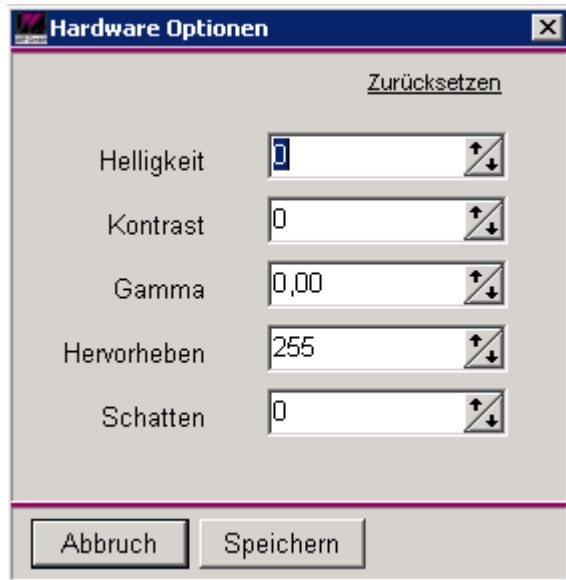 Hardware Optionen
Zurücksetzen
Helligkeit 0
Kontrast 0
Gamma 0,00
Hervorheben 255
Schatten 0
Abbruch Speichern